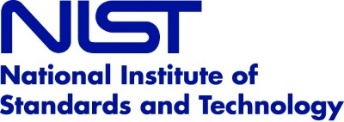 NIST
National Institute of
Standards and Technology